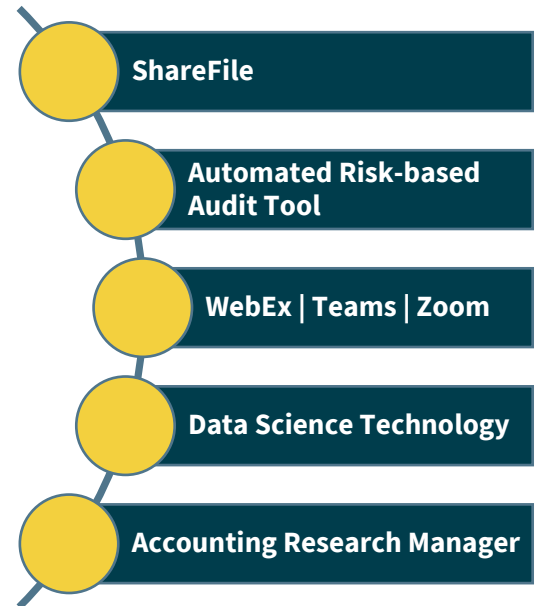 ShareFile
Automated Risk-based
Audit Tool
WebEx | Teams | Zoom
Data Science Technology
Accounting Research Manager